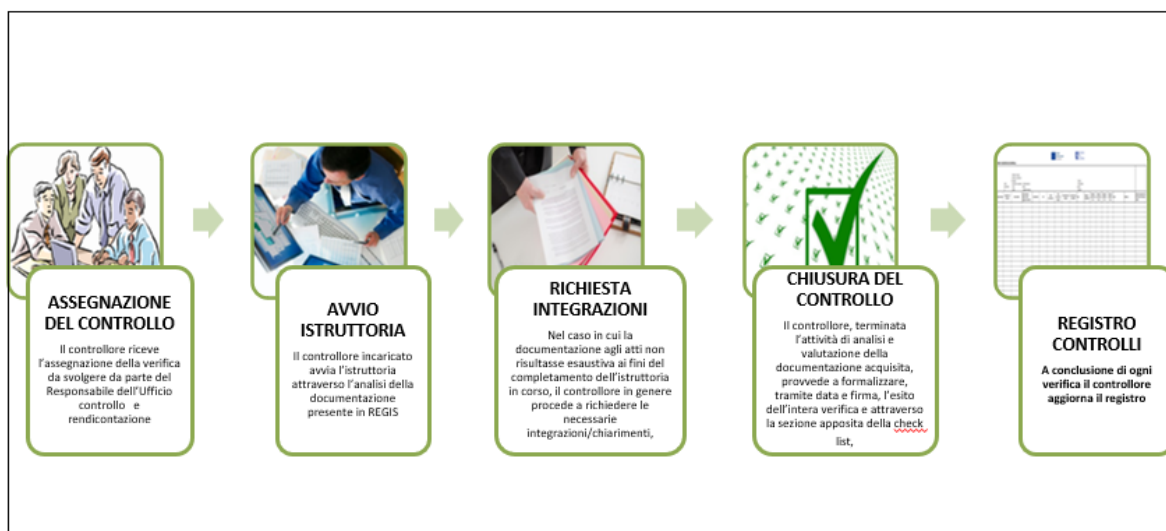 ASSEGNAZIONE
DEL CONTROLLO
Il controllore riceve
l'assegnazione della verifica
da svolgere da parte del
Responsabile dell'Ufficio
controllo e
rendicontazione
AVVIO
ISTRUTTORIA
Il controllore incaricato
avvia l'istruttoria
attraverso l'analisi della
documentazione
presente in REGIS
RICHIESTA
INTEGRAZIONI
Nel caso in cui la
documentazione agli atti non
risultasse esaustiva ai fini del
completamento dell'istruttoria
in corso, il controllore in genere
procede a richiedere le
necessarie
integrazioni/chiarimenti,
CHIUSURA DEL
CONTROLLO
Il controllore, terminata
l'attività di analisi e
valutazione della
documentazione acquisita,
provvede a formalizzare,
tramite data e firma, l'esito
dell'intera verifica e attraverso
la sezione apposita della check
list,
REGISTRO
CONTROLLI
A conclusione di ogni
verifica il controllore
aggiorna il registro